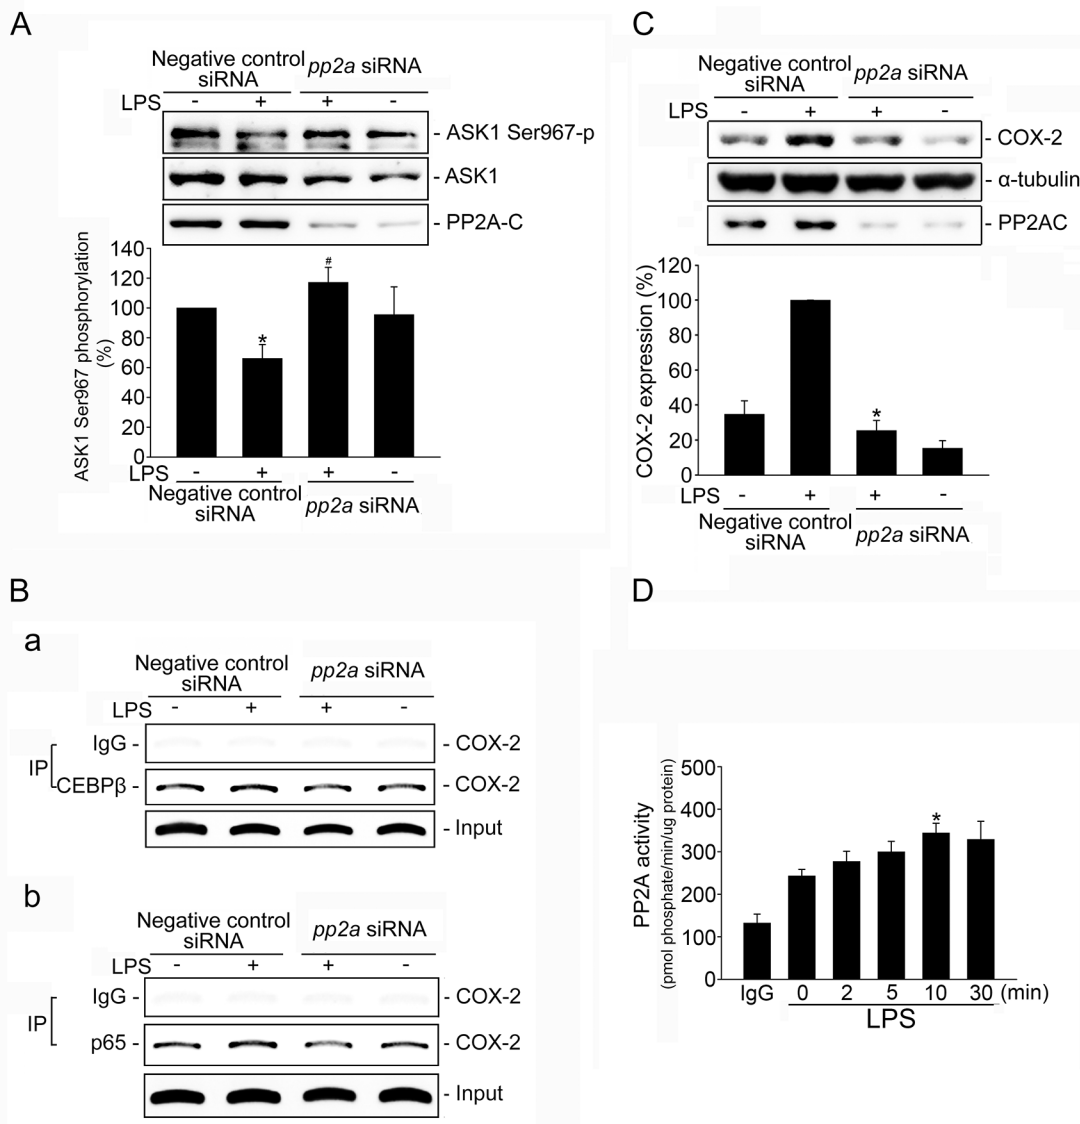 A
Negative control
siRNA
pp2a siRNA
LPS - + + -
- ASK1 Ser967-p
- ASK1
- PP2A-C
ASK1 Ser967 phosphorylation
(%)
140
120
100
80
60
40
20
0
*
#
LPS - + + -
Negative control
siRNA
pp2a siRNA
C
Negative control
siRNA
pp2a siRNA
LPS - + + -
- COX-2
- α-tubulin
- PP2AC
COX-2 expression (%)
120
100
80
60
40
20
0
*
LPS - + + -
Negative control
siRNA
pp2a siRNA
B
a
Negative control
siRNA
pp2a siRNA
LPS - + + -
IP
IgG - - COX-2
CEBPβ - - COX-2
- Input
b
Negative control
siRNA
pp2a siRNA
LPS - + + -
IP
IgG - - COX-2
p65 - - COX-2
- Input
D
PP2A activity
(pmol phosphate/min/ug protein)
500
400
300
200
100
0
*
IgG 0 2 5 10 30 (min)
LPS